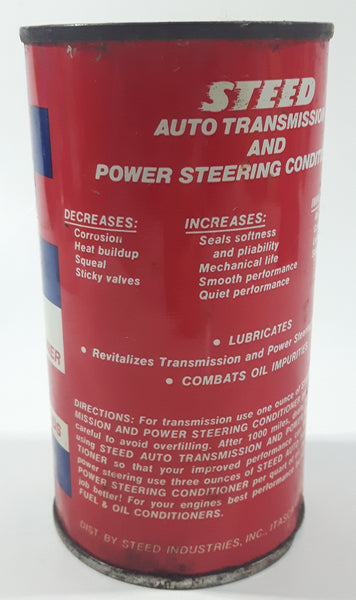 STEED
AUTO TRANSMISSION
AND
POWER STEERING
DECREASES:
Corrosion
Heat buildup
Squeal
Sticky valves
INCREASES:
Seals softness
and pliability
Mechanical life
Smooth performance
Quiet performance
• LUBRICATES
• Revitalizes Transmission and Power
• COMBATS OIL IMPURITIES
DIRECTIONS: For transmission use one ounce of
MISSION AND POWER STEERING CONDITIONER
careful to avoid overfilling. After 1000 miles,
using STEED AUTO TRANSMISSION AND
TIONER so that your improved performance
power steering use three ounces of STEED
POWER STEERING CONDITIONER per quart of
job better! For your engines best performance
FUEL & OIL CONDITIONERS.
DIST. BY STEED INDUSTRIES, INC.,